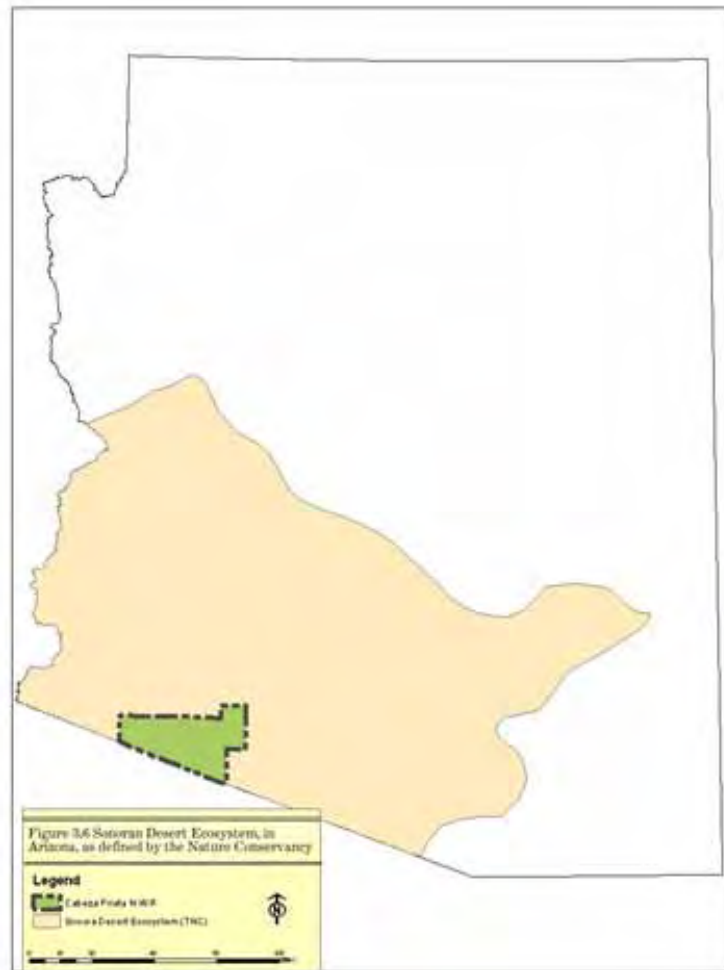 Figure 3.6 Sonoran Desert Ecosystem, in
Arizona, as defined by the Nature Conservancy
Legend
Cabeza Prieta N.W.R.
Desert Ecosystem (TNC)
N